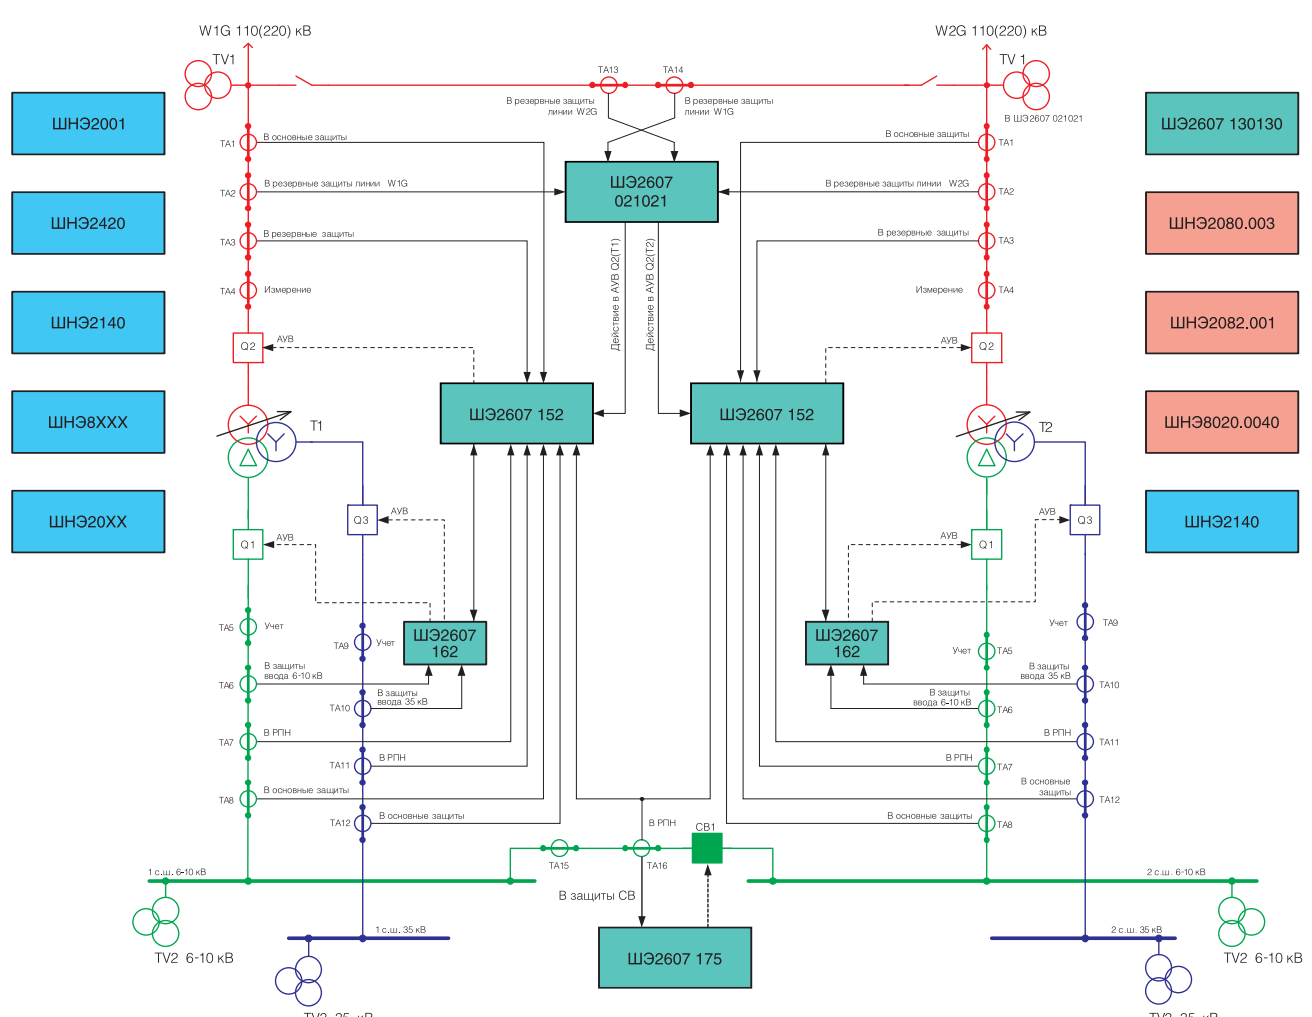 W1G 110(220) кВ
W2G 110(220) кВ
TV1
TV 1
TA13
TA14
В резервные защиты
линии W2G
В резервные защиты
линии W1G
В ШЭ2607 021021
ШНЭ2001
ШНЭ2420
ШНЭ2140
ШНЭ8XXX
ШНЭ20XX
ШЭ2607 130130
ШНЭ2080.003
ШНЭ2082.001
ШНЭ8020.0040
ШНЭ2140
TA1
В основные защиты
В основные защиты
TA1
ШЭ2607
021021
TA2
В резервные защиты линии W1G
В резервные защиты линии W2G
TA2
TA3
В резервные защиты
В резервные защиты
TA3
Действие в АУВ Q2(T1)
Действие в АУВ Q2(T2)
TA4
Измерение
Измерение
TA4
Q2
АУВ
АУВ
Q2
ШЭ2607 152
ШЭ2607 152
T1
T2
Q3
АУВ
АУВ
Q3
Q1
АУВ
АУВ
Q1
TA5
Учет
TA9
Учет
ШЭ2607
162
ШЭ2607
162
Учет
TA9
Учет
TA5
В защиты
ввода 6-10 кВ
TA6
В защиты
ввода 35 кВ
TA10
В защиты
ввода 35 кВ
TA10
В защиты
ввода 6-10 кВ
TA6
TA7
В РПН
TA11
В РПН
В РПН
TA11
В РПН
TA7
TA8
В основные защиты
TA12
В основные защиты
В основные
защиты
TA12
В основные защиты
TA8
В РПН
СВ1
TA15
TA16
1 с.ш. 6-10 кВ
2 с.ш. 6-10 кВ
В защиты СВ
1 с.ш. 35 кВ
2 с.ш. 35 кВ
ШЭ2607 175
TV2 6-10 кВ
TV2 6-10 кВ